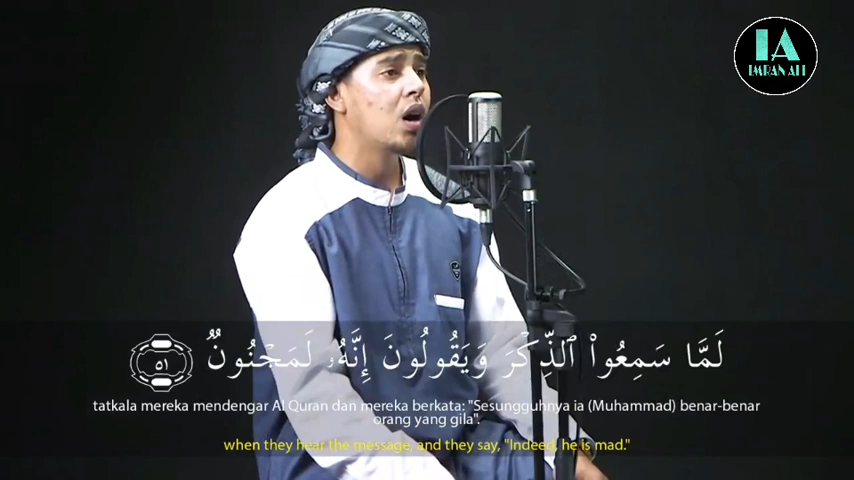 IA
IMRAN ALI
لَمَّا سَمِعُوا۟ ٱلذِّكْرَ وَيَقُولُونَ إِنَّهُۥ لَمَجْنُونٌۭ ٥١
tatkala mereka mendengar Al Quran dan mereka berkata: "Sesungguhnya ia (Muhammad) benar-benar
orang yang gila".
when they hear the message, and they say, "Indeed, he is mad."